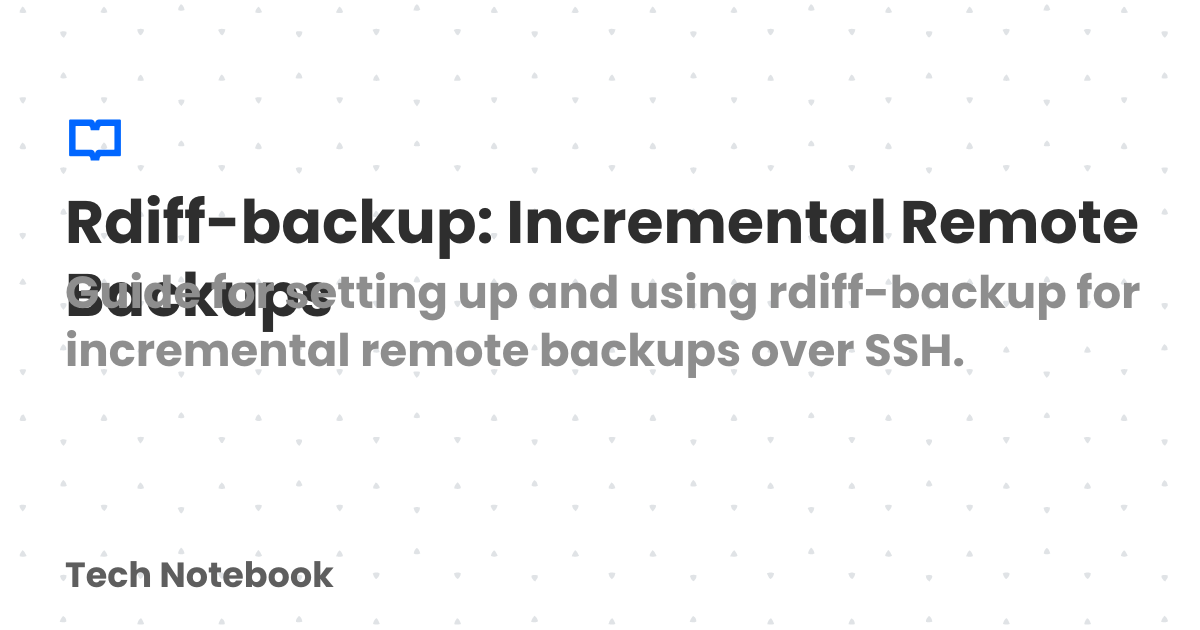 Rdiff-backup: Incremental Remote
Backups
Guide for setting up and using rdiff-backup for
incremental remote backups over SSH.
Tech Notebook